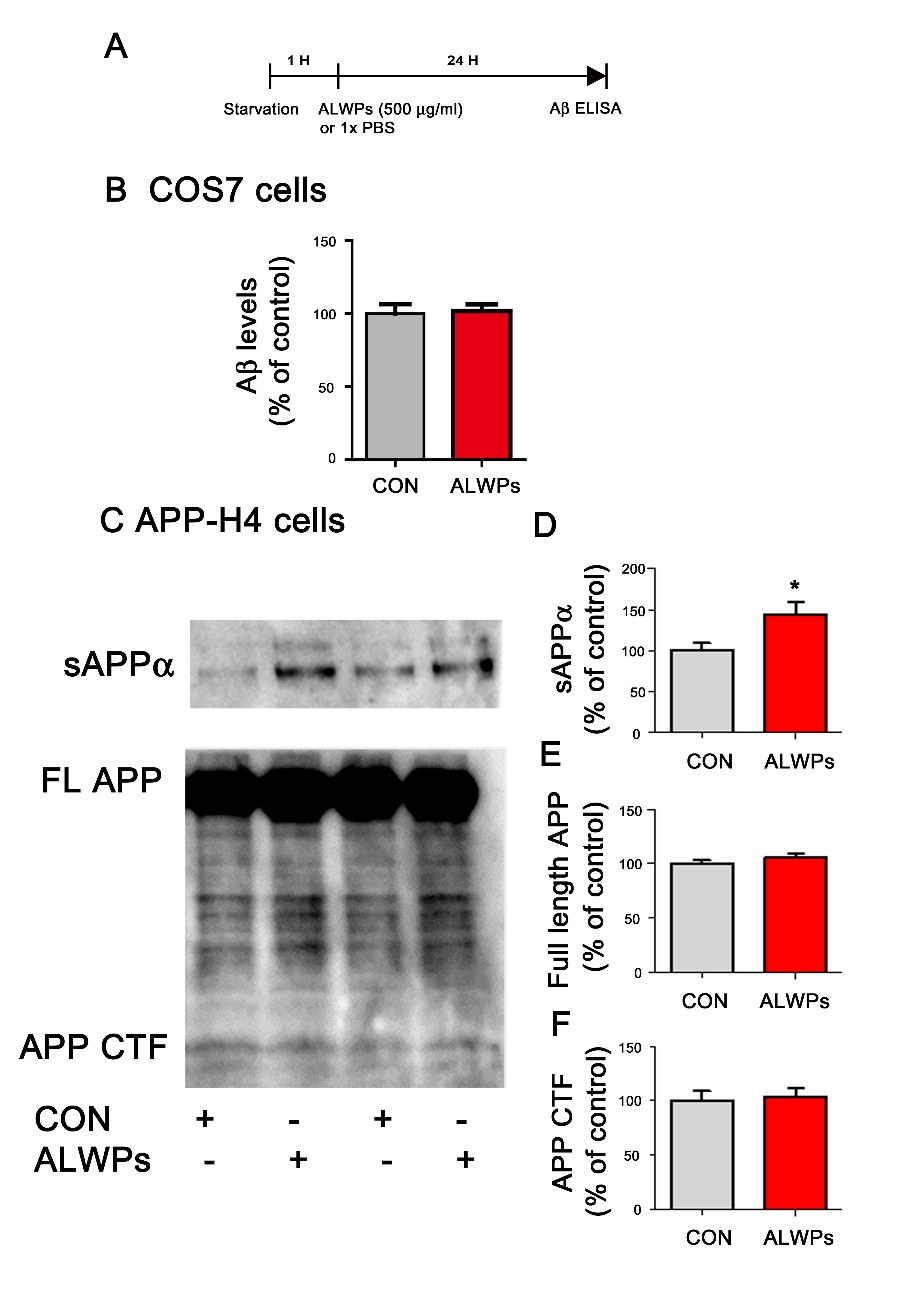 A
1 H
24 H
Starvation
ALWPs (500 μg/ml)
or 1x PBS
Aβ ELISA
B COS7 cells
Aβ levels
(% of control)
150
100
50
0
CON
ALWPs
C APP-H4 cells
sAPPα
FL APP
APP CTF
CON + - + -
ALWPs - + - +
D
sAPPα
(% of control)
200
150
100
50
0
*
CON
ALWPs
E
Full length APP
(% of control)
150
100
50
0
CON
ALWPs
F
APP CTF
(% of control)
150
100
50
0
CON
ALWPs